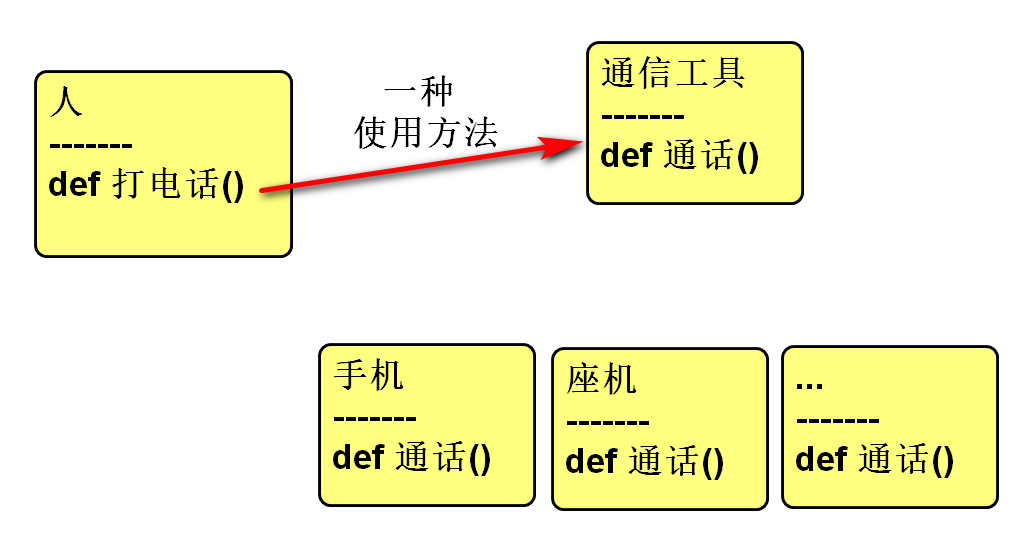 人
-------
def 打电话()
一种
使用方法
通信工具
-------
def 通话()
手机
-------
def 通话()
座机
-------
def 通话()
...
-------
def 通话()